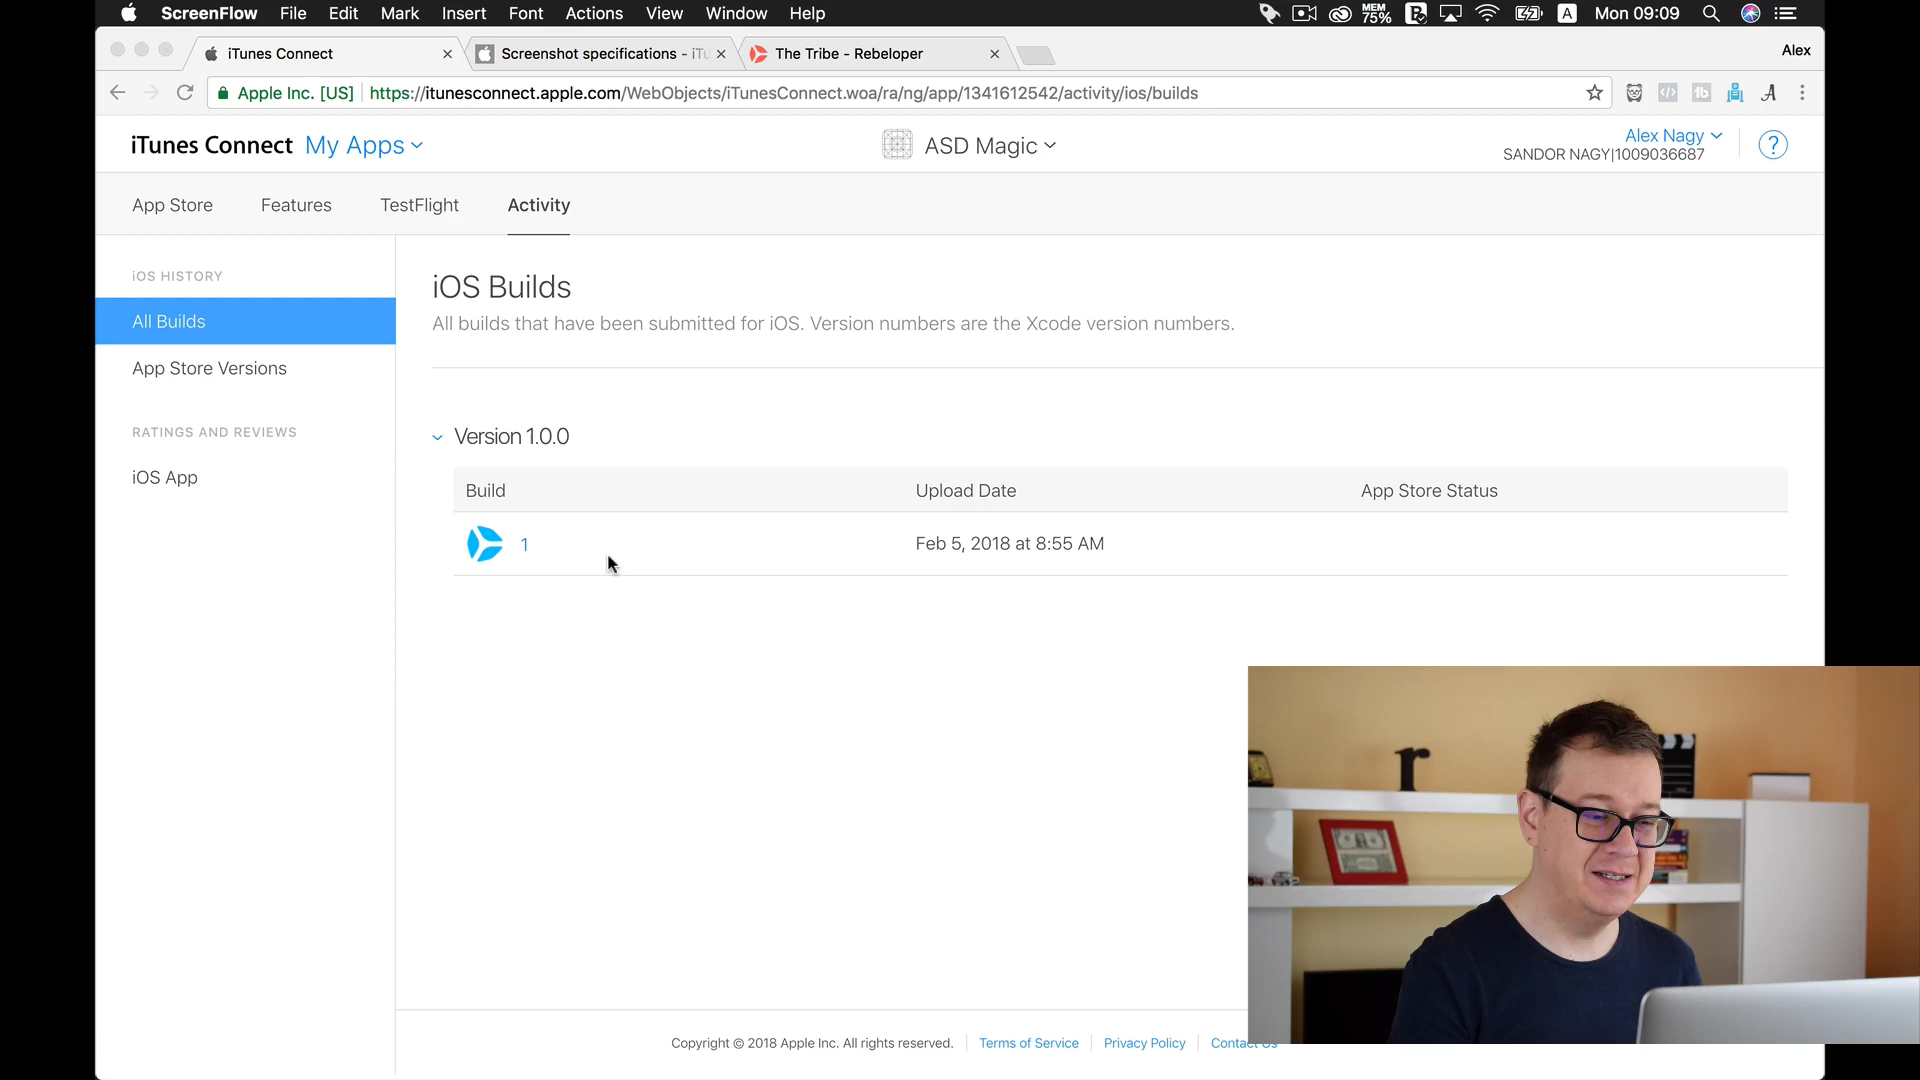 ScreenFlow File Edit Mark Insert Font Actions View Window Help MEM 75% A Mon 09:09
iTunes Connect Screenshot specifications - iTu The Tribe - Rebeloper Alex
Apple Inc. [US] https://itunesconnect.apple.com/WebObjects/iTunesConnect.woa/ra/ng/app/1341612542/activity/ios/builds
iTunes Connect My Apps ASD Magic Alex Nagy ?
SANDOR NAGY|1009036687
App Store Features TestFlight Activity
iOS HISTORY
All Builds
App Store Versions
RATINGS AND REVIEWS
iOS App
iOS Builds
All builds that have been submitted for iOS. Version numbers are the Xcode version numbers.
Version 1.0.0
Build Upload Date App Store Status
1 Feb 5, 2018 at 8:55 AM
r
Copyright © 2018 Apple Inc. All rights reserved. Terms of Service Privacy Policy Contact Us